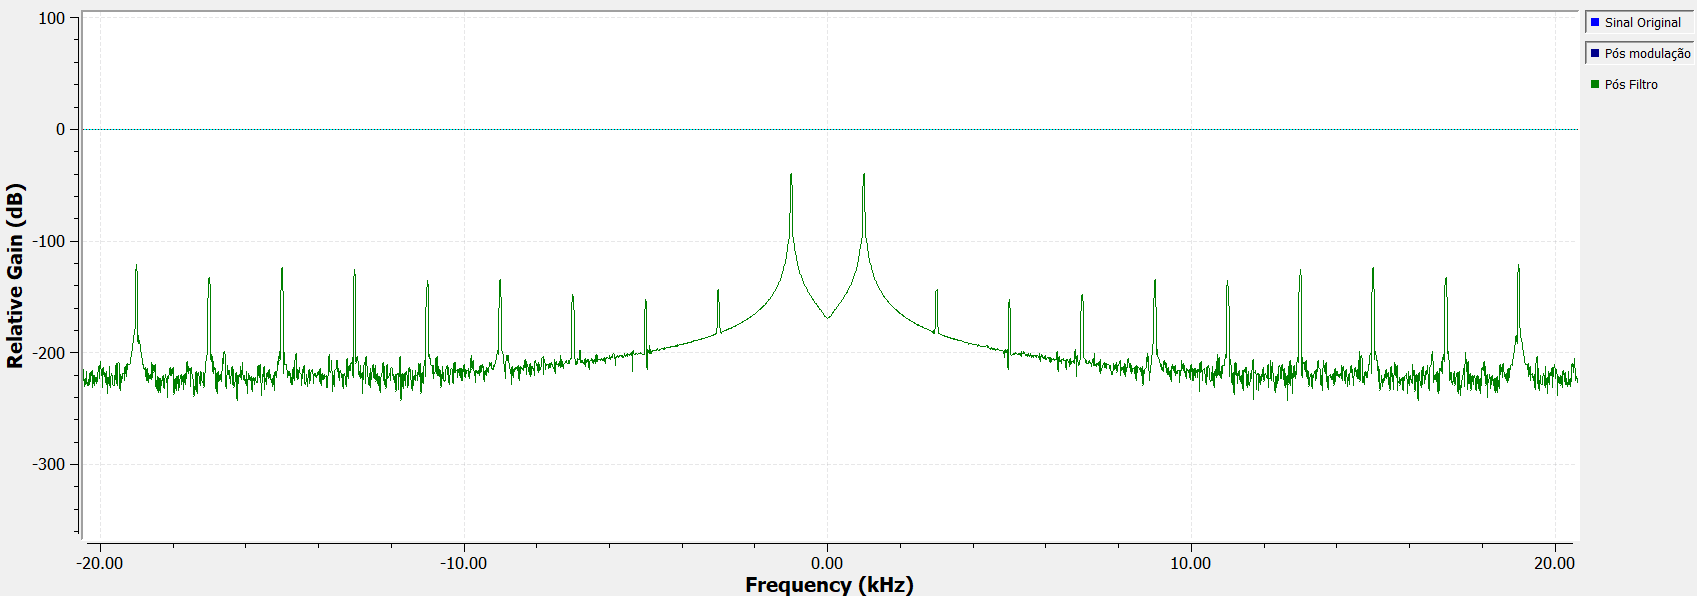 100
0
-100
-200
-300
Relative Gain (dB)
-20.00
-10.00
0.00
10.00
20.00
Frequency (kHz)
Sinal Original
Pós modulação
Pós Filtro